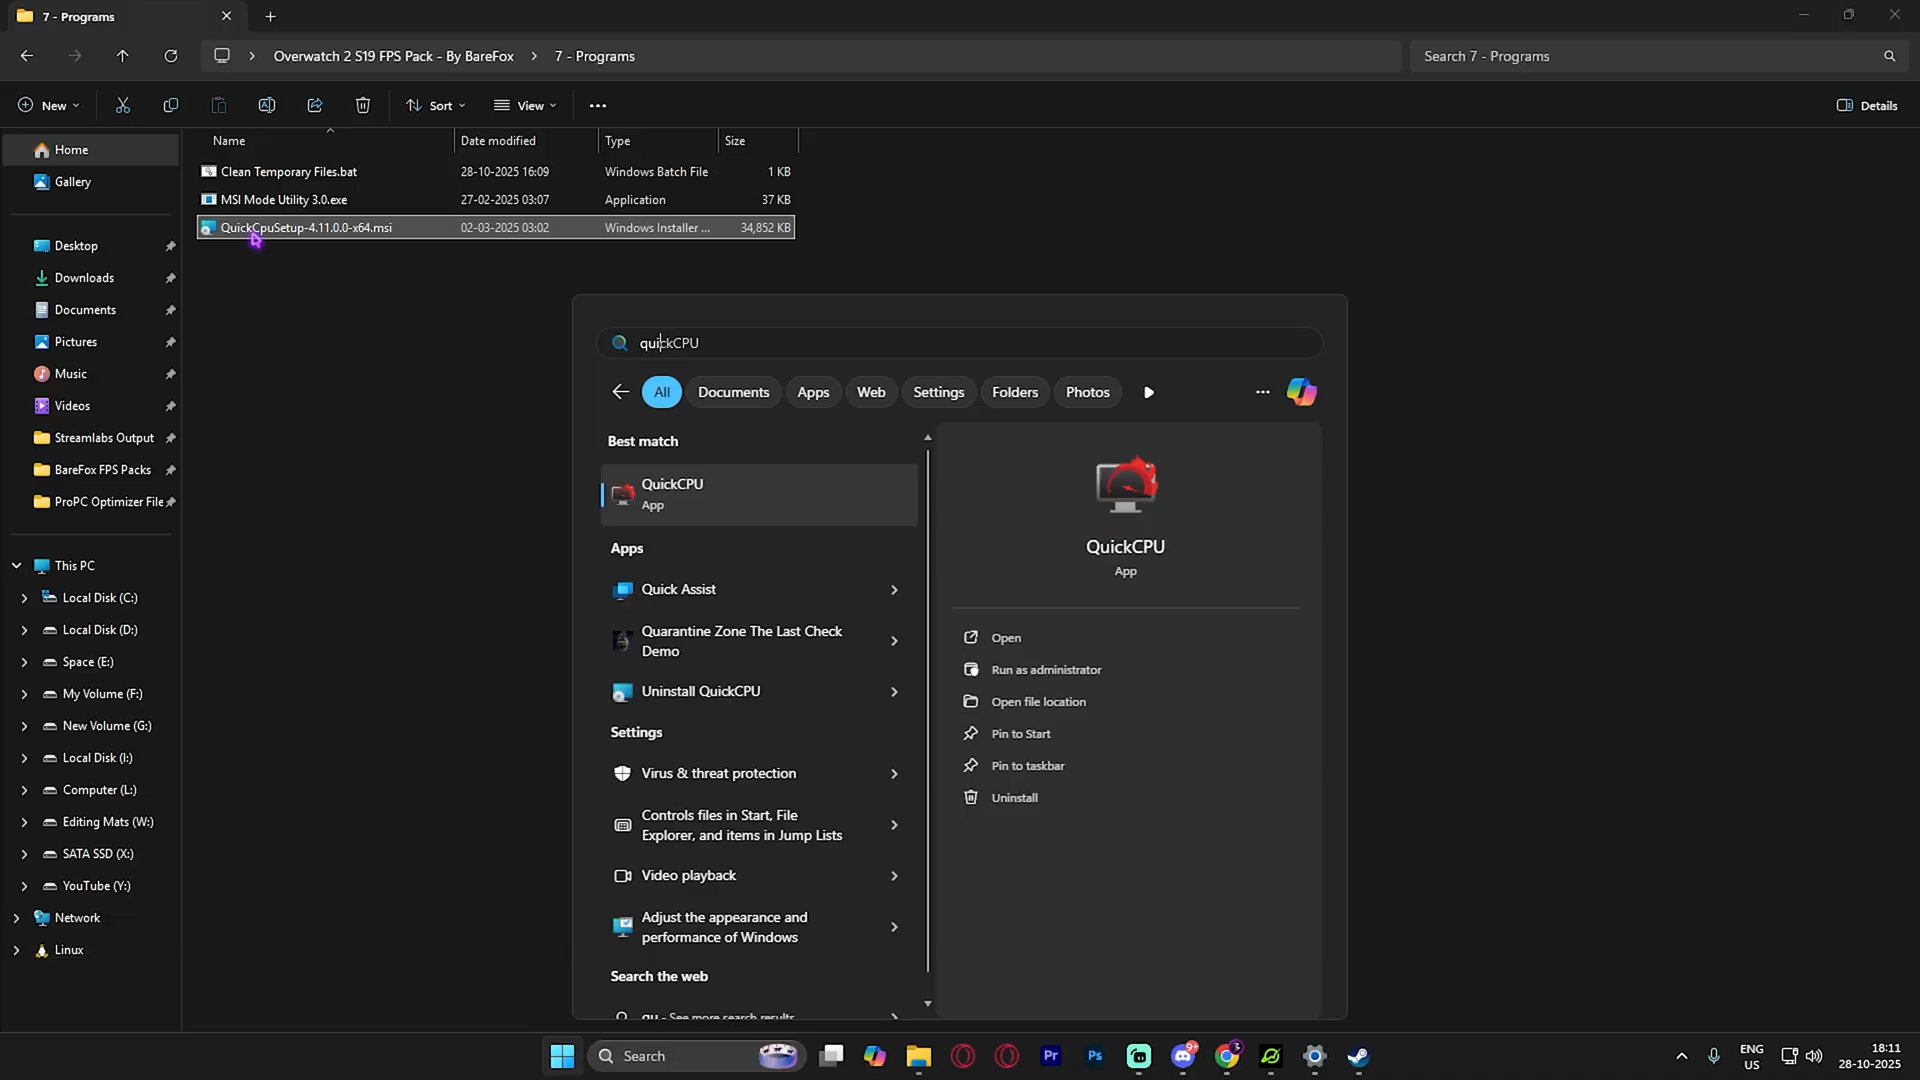 7 - Programs
Overwatch 2 S19 FPS Pack - By BareFox
7 - Programs
Search 7 - Programs
New
Sort
View
Details
Name
Date modified
Type
Size
Clean Temporary Files.bat
28-10-2025 16:09
Windows Batch File
1 KB
MSI Mode Utility 3.0.exe
27-02-2025 03:07
Application
37 KB
QuickCpuSetup-4.11.0.0-x64.msi
02-03-2025 03:02
Windows Installer ...
34,852 KB
Home
Gallery
Desktop
Downloads
Documents
Pictures
Music
Videos
Streamlabs Output
BareFox FPS Packs
ProPC Optimizer File
This PC
Local Disk (C:)
Local Disk (D:)
Space (E:)
My Volume (F:)
New Volume (G:)
Local Disk (I:)
Computer (L:)
Editing Mats (W:)
SATA SSD (X:)
YouTube (Y:)
Network
Linux
quickCPU
All
Documents
Apps
Web
Settings
Folders
Photos
Best match
QuickCPU
App
Apps
Quick Assist
Quarantine Zone The Last Check
Demo
Uninstall QuickCPU
Settings
Virus & threat protection
Controls files in Start, File
Explorer, and items in Jump Lists
Video playback
Adjust the appearance and
performance of Windows
Search the web
qu - See more search results
QuickCPU
App
Open
Run as administrator
Open file location
Pin to Start
Pin to taskbar
Uninstall
Search
Pr
Ps
9+
3
ENG
US
18:11
28-10-2025